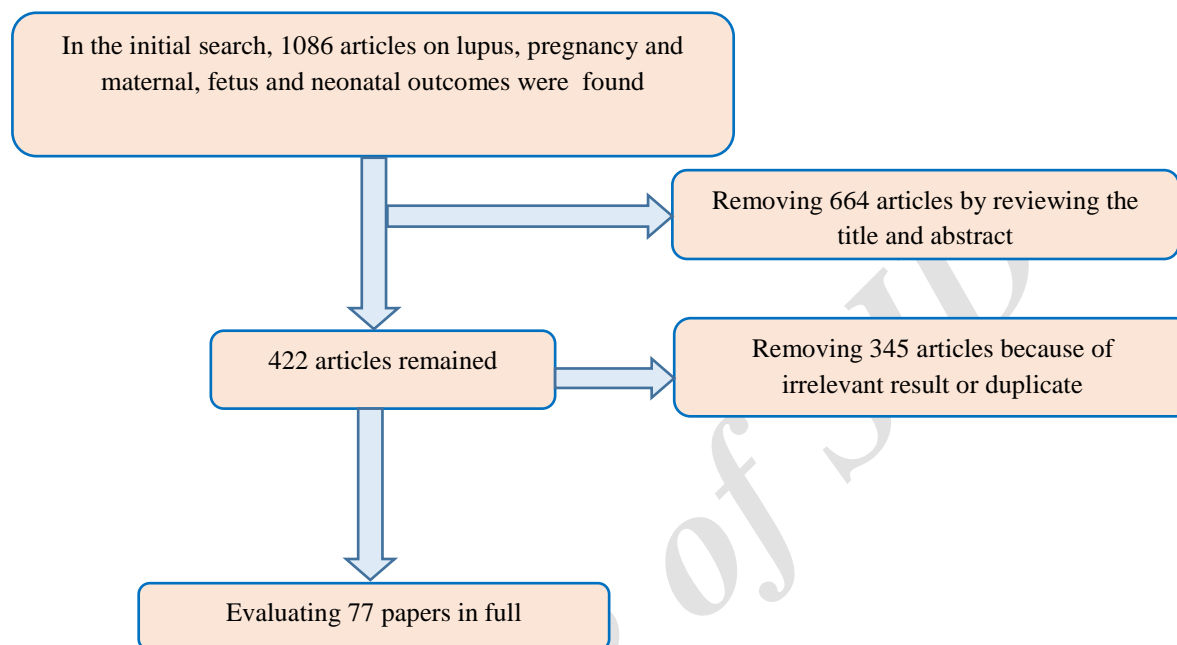 In the initial search, 1086 articles on lupus, pregnancy and
maternal, fetus and neonatal outcomes were found
Removing 664 articles by reviewing the
title and abstract
422 articles remained
Removing 345 articles because of
irrelevant result or duplicate
Evaluating 77 papers in full
of